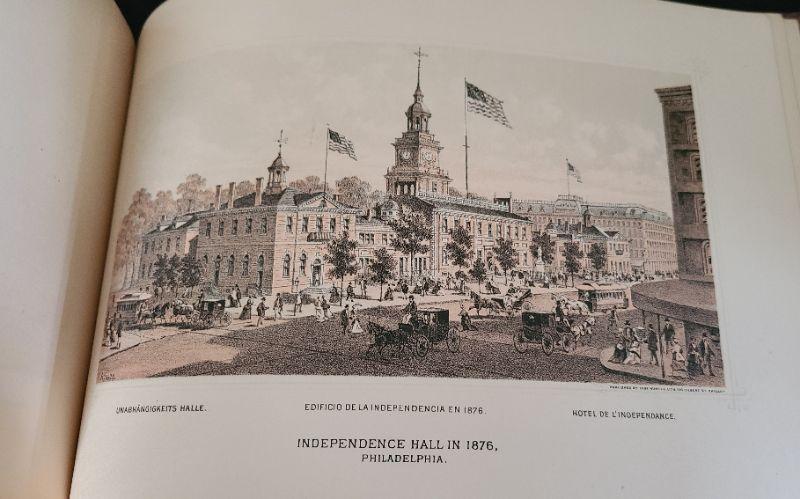 UNABHÄNGIGKEITS HALLE.
EDIFICIO DE LA INDEPENDENCIA EN 1876.
HOTEL DE L'INDEPENDANCE.
INDEPENDENCE HALL IN 1876,
PHILADELPHIA.